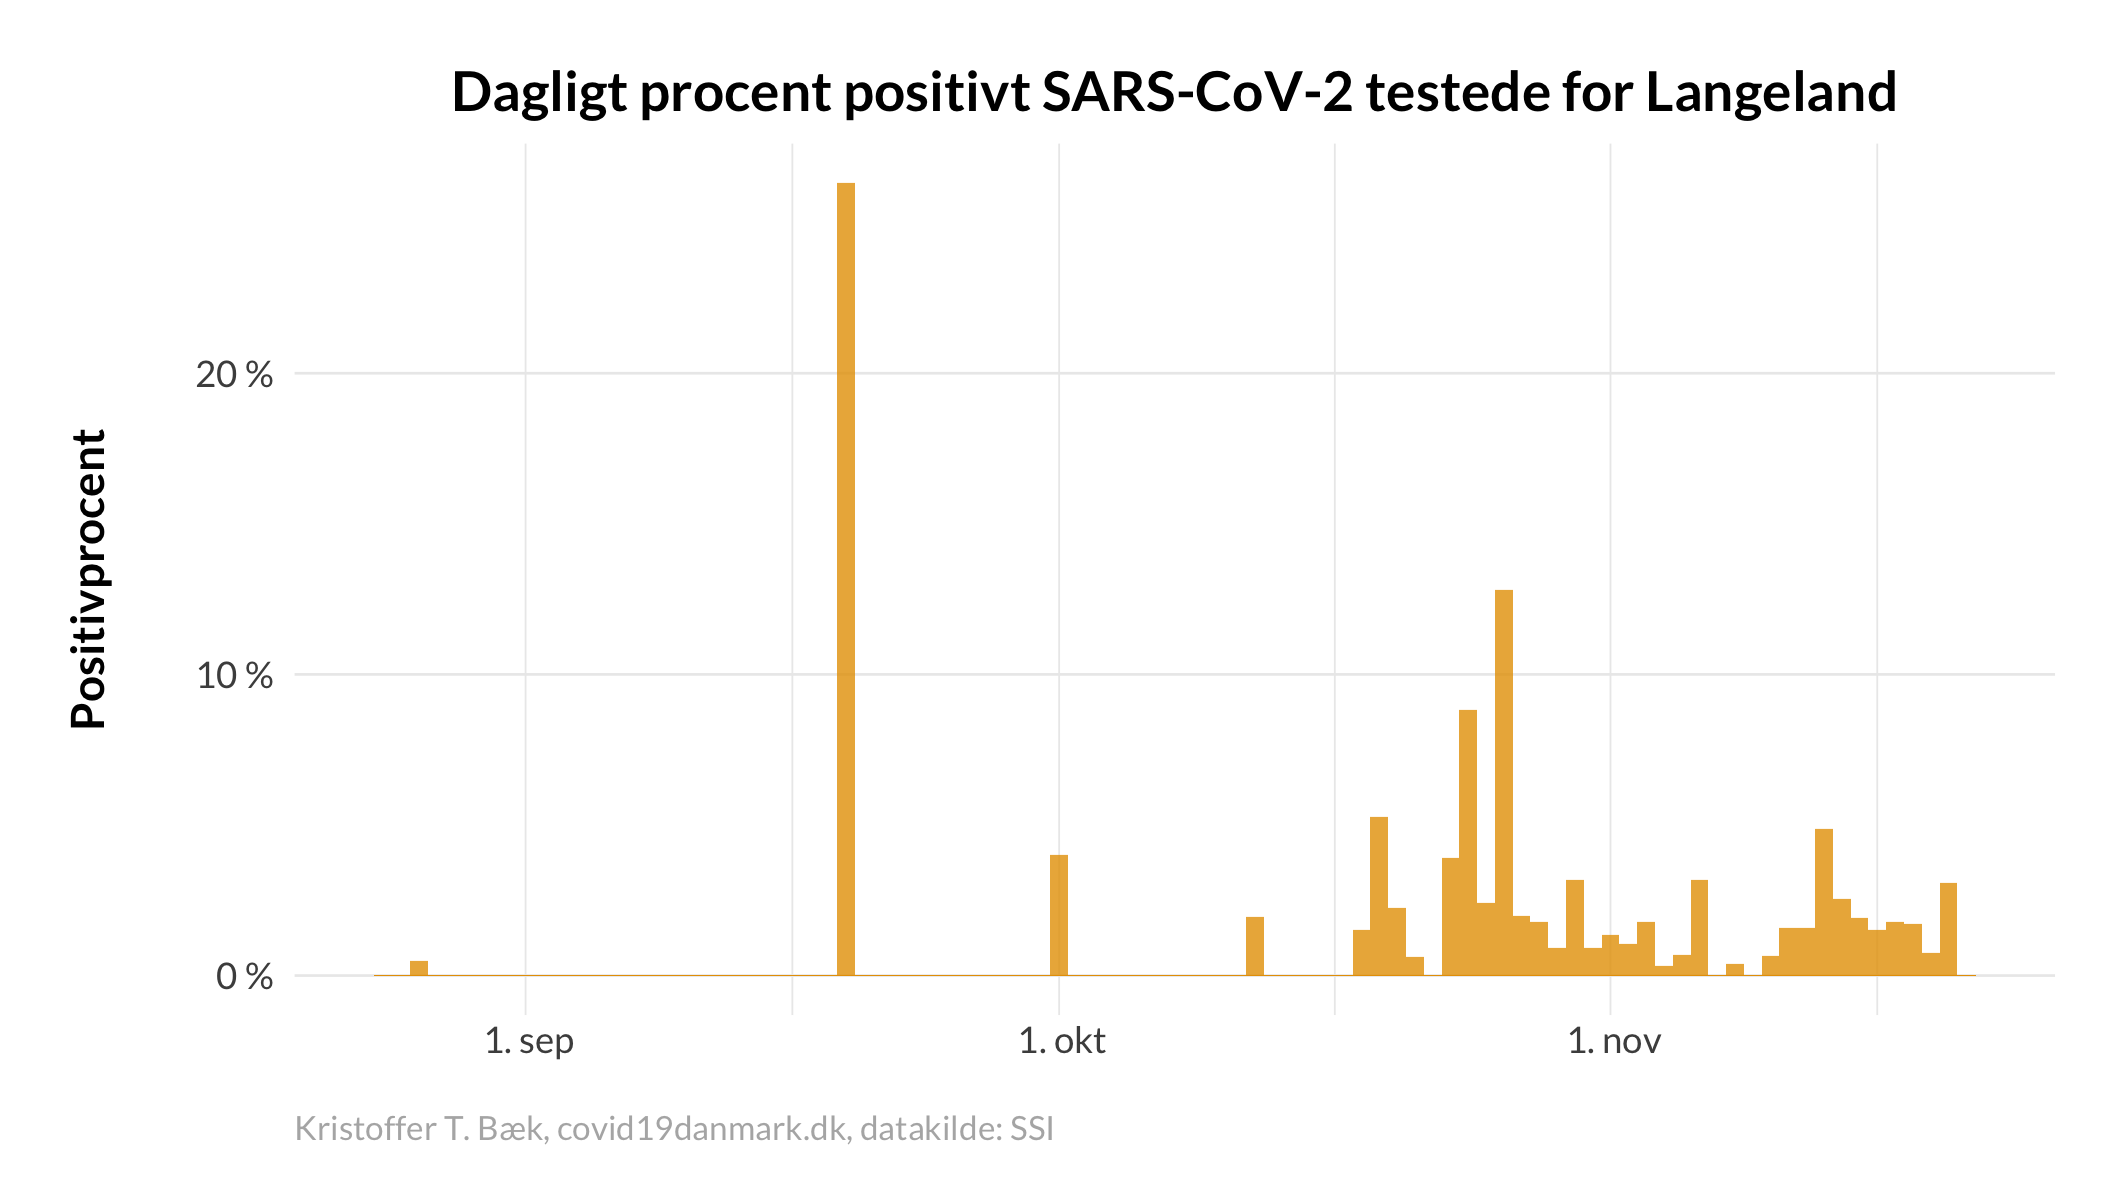 Dagligt procent positivt SARS-CoV-2 testede for Langeland
Positivprocent
20 %
10 %
0 %
1. sep
1. okt
1. nov
Kristoffer T. Bæk, covid19danmark.dk, datakilde: SSI